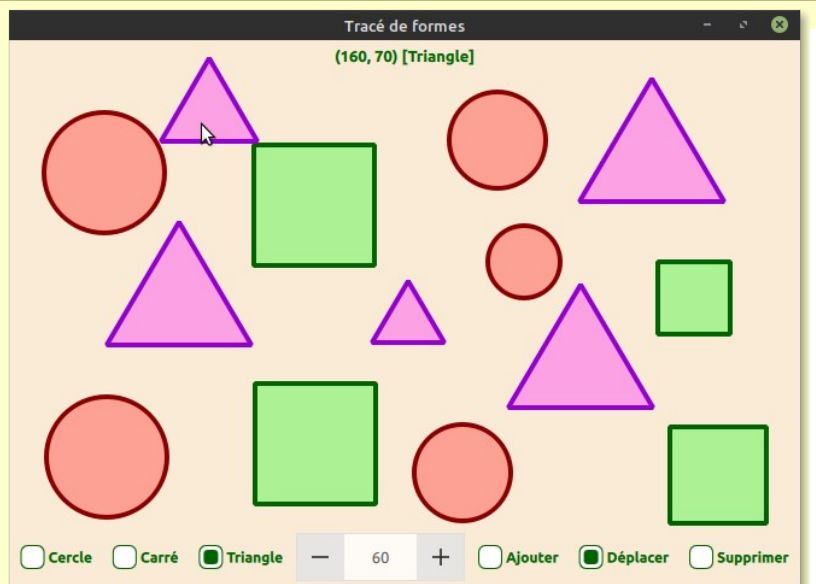 Tracé de formes
(160, 70) [Triangle]
Cercle Carré Triangle — 60 + Ajouter Déplacer Supprimer